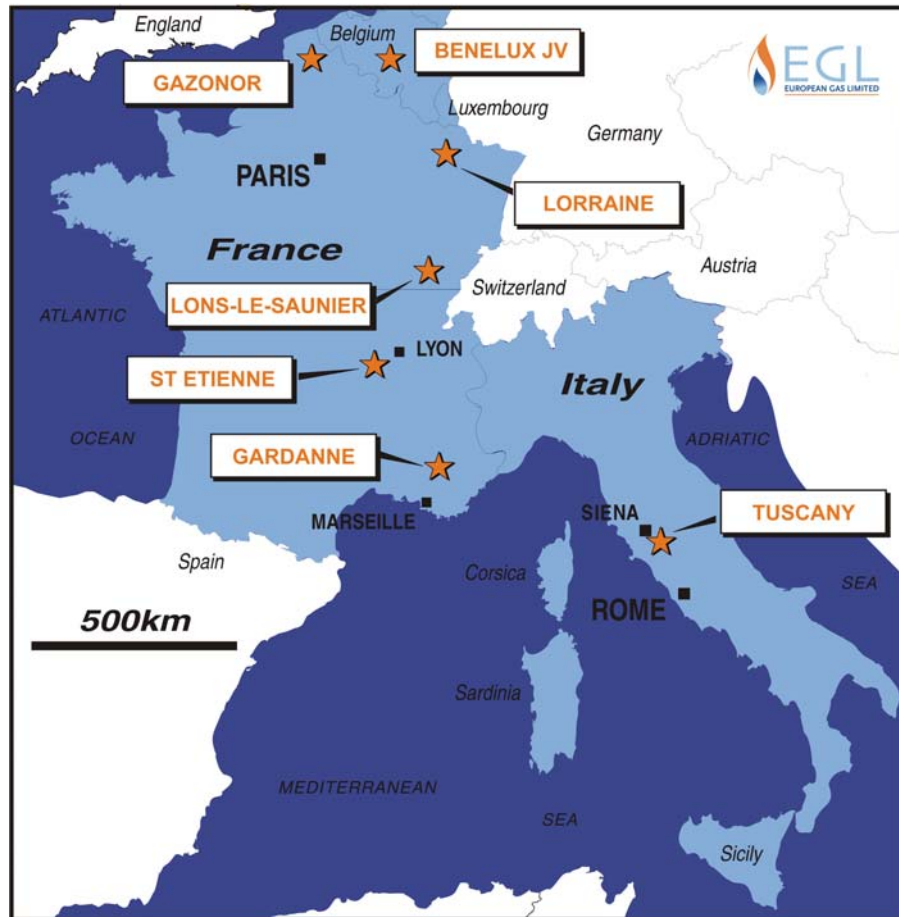 England
Belgium
BENELUX JV
EGL
EUROPEAN GAS LIMITED
GAZONOR
Luxembourg
Germany
PARIS
LORRAINE
France
Austria
Switzerland
LONS-LE-SAUNIER
ATLANTIC
LYON
ST ETIENNE
Italy
OCEAN
ADRIATIC
GARDANNE
MARSEILLE
SIENA
TUSCANY
Spain
Corsica
SEA
500km
ROME
Sardinia
MEDITERRANEAN
SEA
Sicily